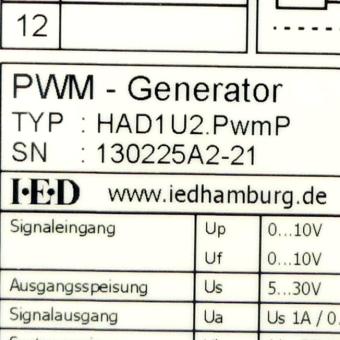 12
PWM - Generator
TYP : HAD1U2.PwmP
SN : 130225A2-21
I·E·D www.iedhamburg.de
Signaleingang Up 0...10V
Uf 0...10V
Ausgangsspeisung Us 5...30V
Signalausgang Ua Us 1A / 0.